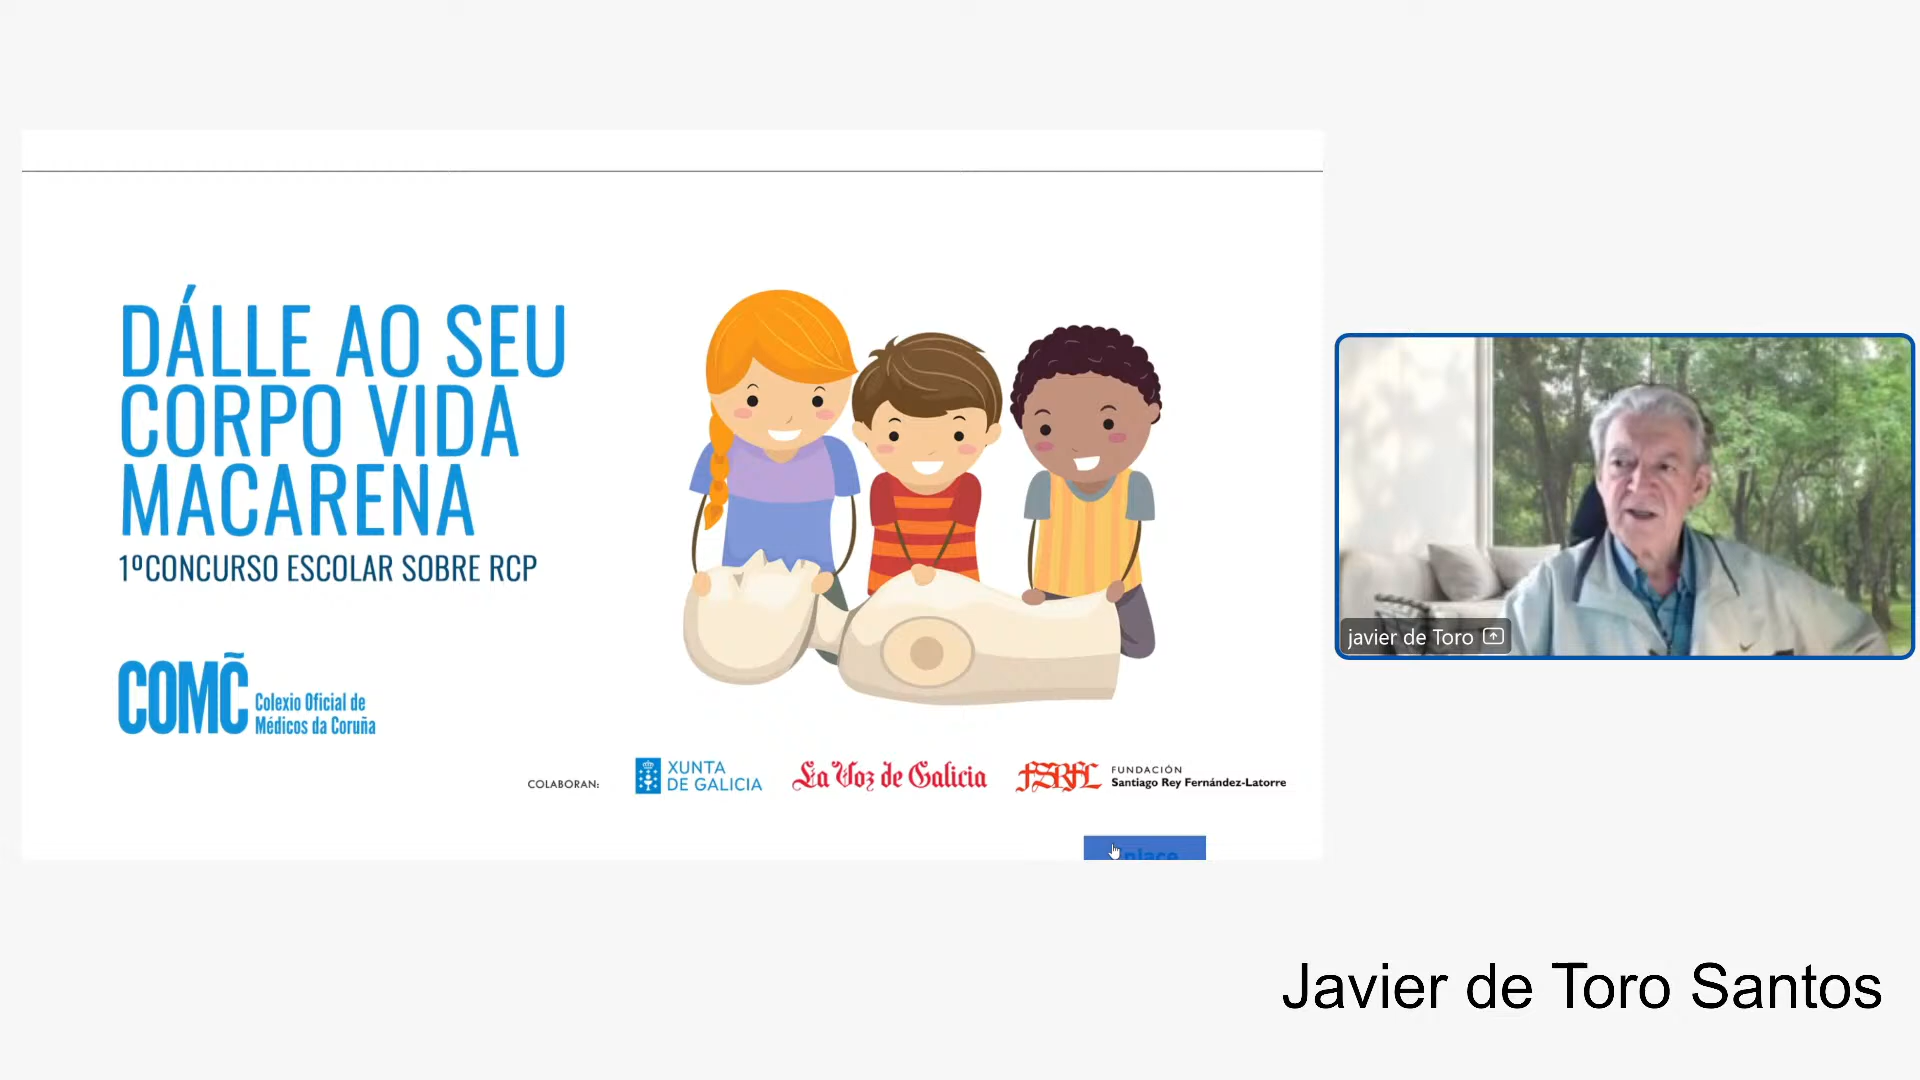 DÁLLE AO SEU
CORPO VIDA
MACARENA
1ºCONCURSO ESCOLAR SOBRE RCP
COMC̃
Colexio Oficial de
Médicos da Coruña
COLABORAN:
XUNTA
DE GALICIA
La Voz de Galicia
FSRFL
FUNDACIÓN
Santiago Rey Fernández-Latorre
javier de Toro
Javier de Toro Santos